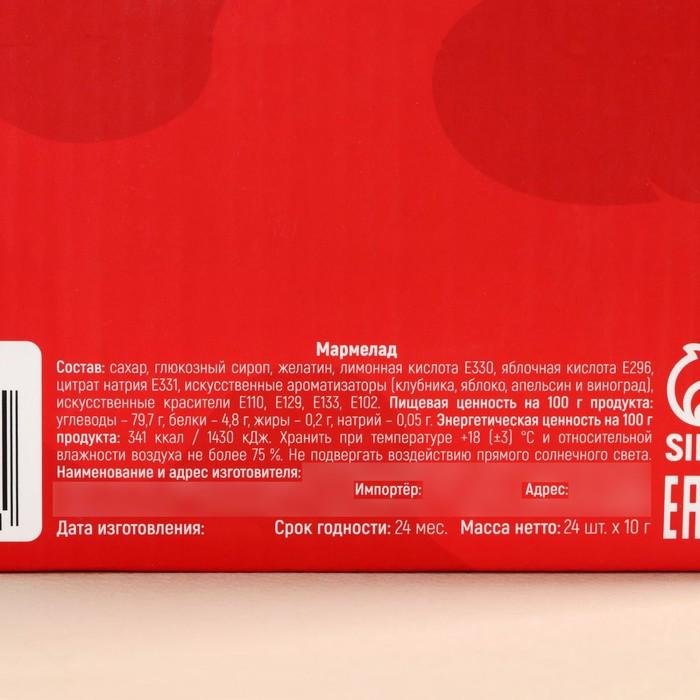 Мармелад
Состав: сахар, глюкозный сироп, желатин, лимонная кислота Е330, яблочная кислота Е296,
цитрат натрия Е331, искусственные ароматизаторы (клубника, яблоко, апельсин и виноград),
искусственные красители Е110, Е129, Е133, Е102. Пищевая ценность на 100 г продукта:
углеводы – 79,7 г, белки – 4,8 г, жиры – 0,2 г, натрий – 0,05 г. Энергетическая ценность на 100 г
продукта: 341 ккал / 1430 кДж. Хранить при температуре +18 (±3) °С и относительной
влажности воздуха не более 75 %. Не подвергать воздействию прямого солнечного света.
Наименование и адрес изготовителя:
Импортёр: Адрес:
Дата изготовления: Срок годности: 24 мес. Масса нетто: 24 шт. х 10 г